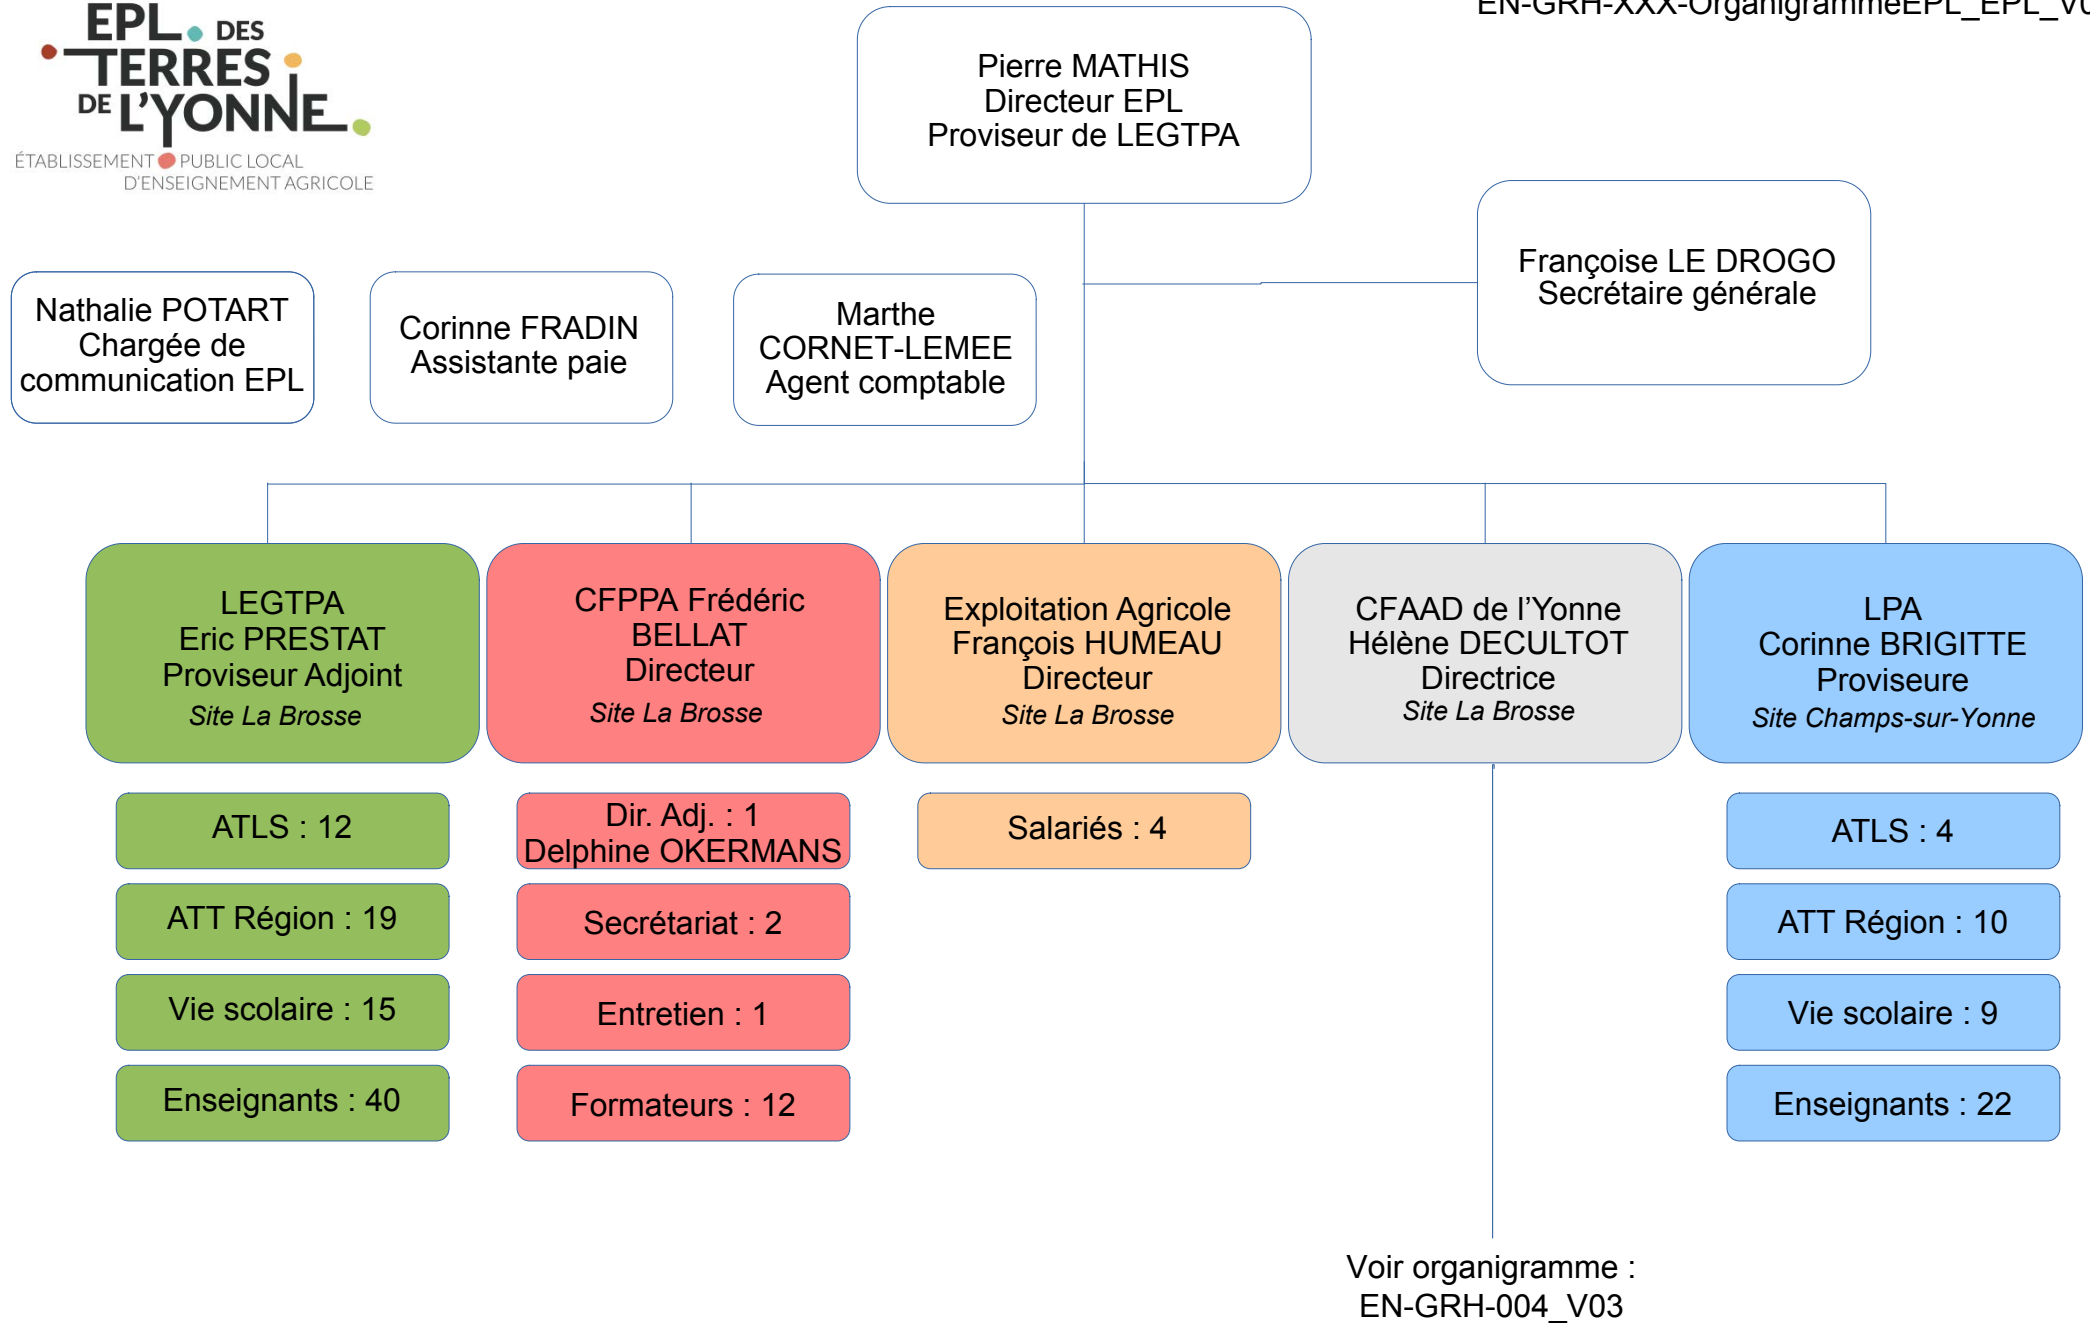 EPL DES
TERRES
DE L'YONNE
ÉTABLISSEMENT PUBLIC LOCAL
D'ENSEIGNEMENT AGRICOLE
EN-GRH-XXX-OrganigrammeEPL_EPL_V0
Pierre MATHIS
Directeur EPL
Proviseur de LEGTPA
Françoise LE DROGO
Secrétaire générale
Nathalie POTART
Chargée de
communication EPL
Corinne FRADIN
Assistante paie
Marthe
CORNET-LEMEE
Agent comptable
LEGTPA
Eric PRESTAT
Proviseur Adjoint
Site La Brosse
ATLS : 12
ATT Région : 19
Vie scolaire : 15
Enseignants : 40
CFPPA Frédéric
BELLAT
Directeur
Site La Brosse
Dir. Adj. : 1
Delphine OKERMANS
Secrétariat : 2
Entretien : 1
Formateurs : 12
Exploitation Agricole
François HUMEAU
Directeur
Site La Brosse
Salariés : 4
CFAAD de l’Yonne
Hélène DECULTOT
Directrice
Site La Brosse
Voir organigramme :
EN-GRH-004_V03
LPA
Corinne BRIGITTE
Proviseure
Site Champs-sur-Yonne
ATLS : 4
ATT Région : 10
Vie scolaire : 9
Enseignants : 22